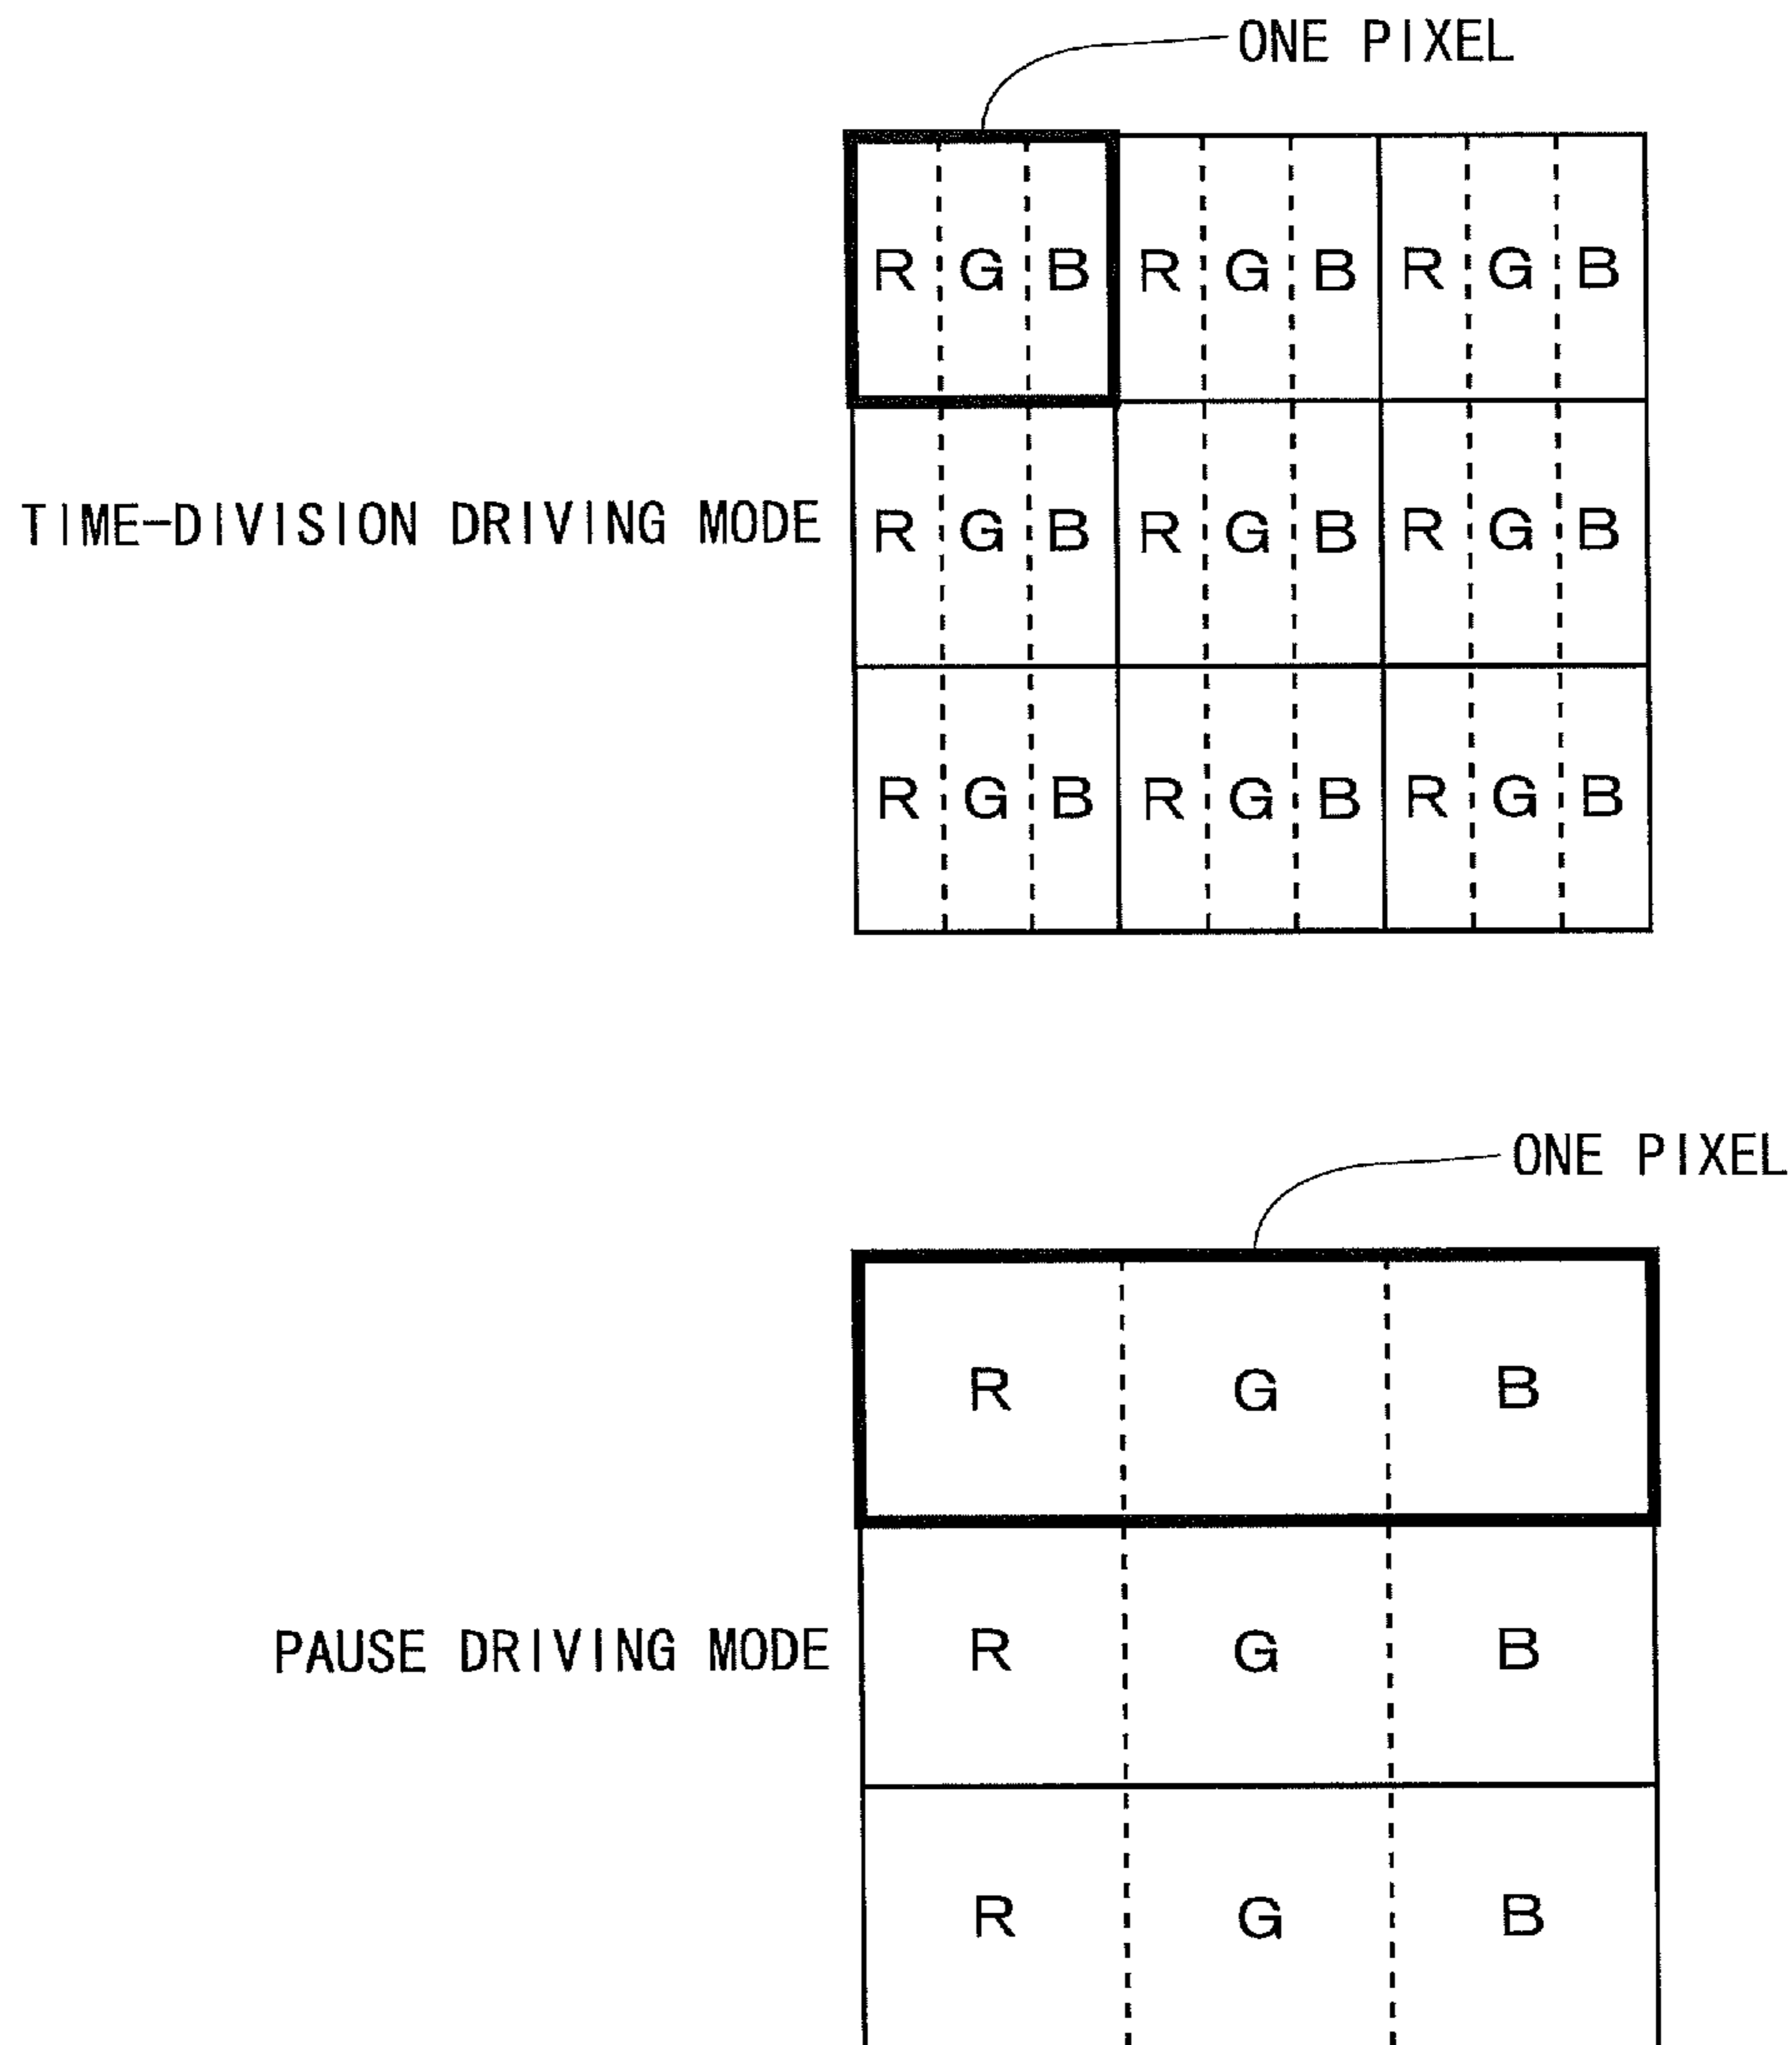 ONE PIXEL
R G B R G B R G B
TIME-DIVISION DRIVING MODE R G B R G B R G B
R G B R G B R G B
ONE PIXEL
R G B
PAUSE DRIVING MODE R G B
R G B